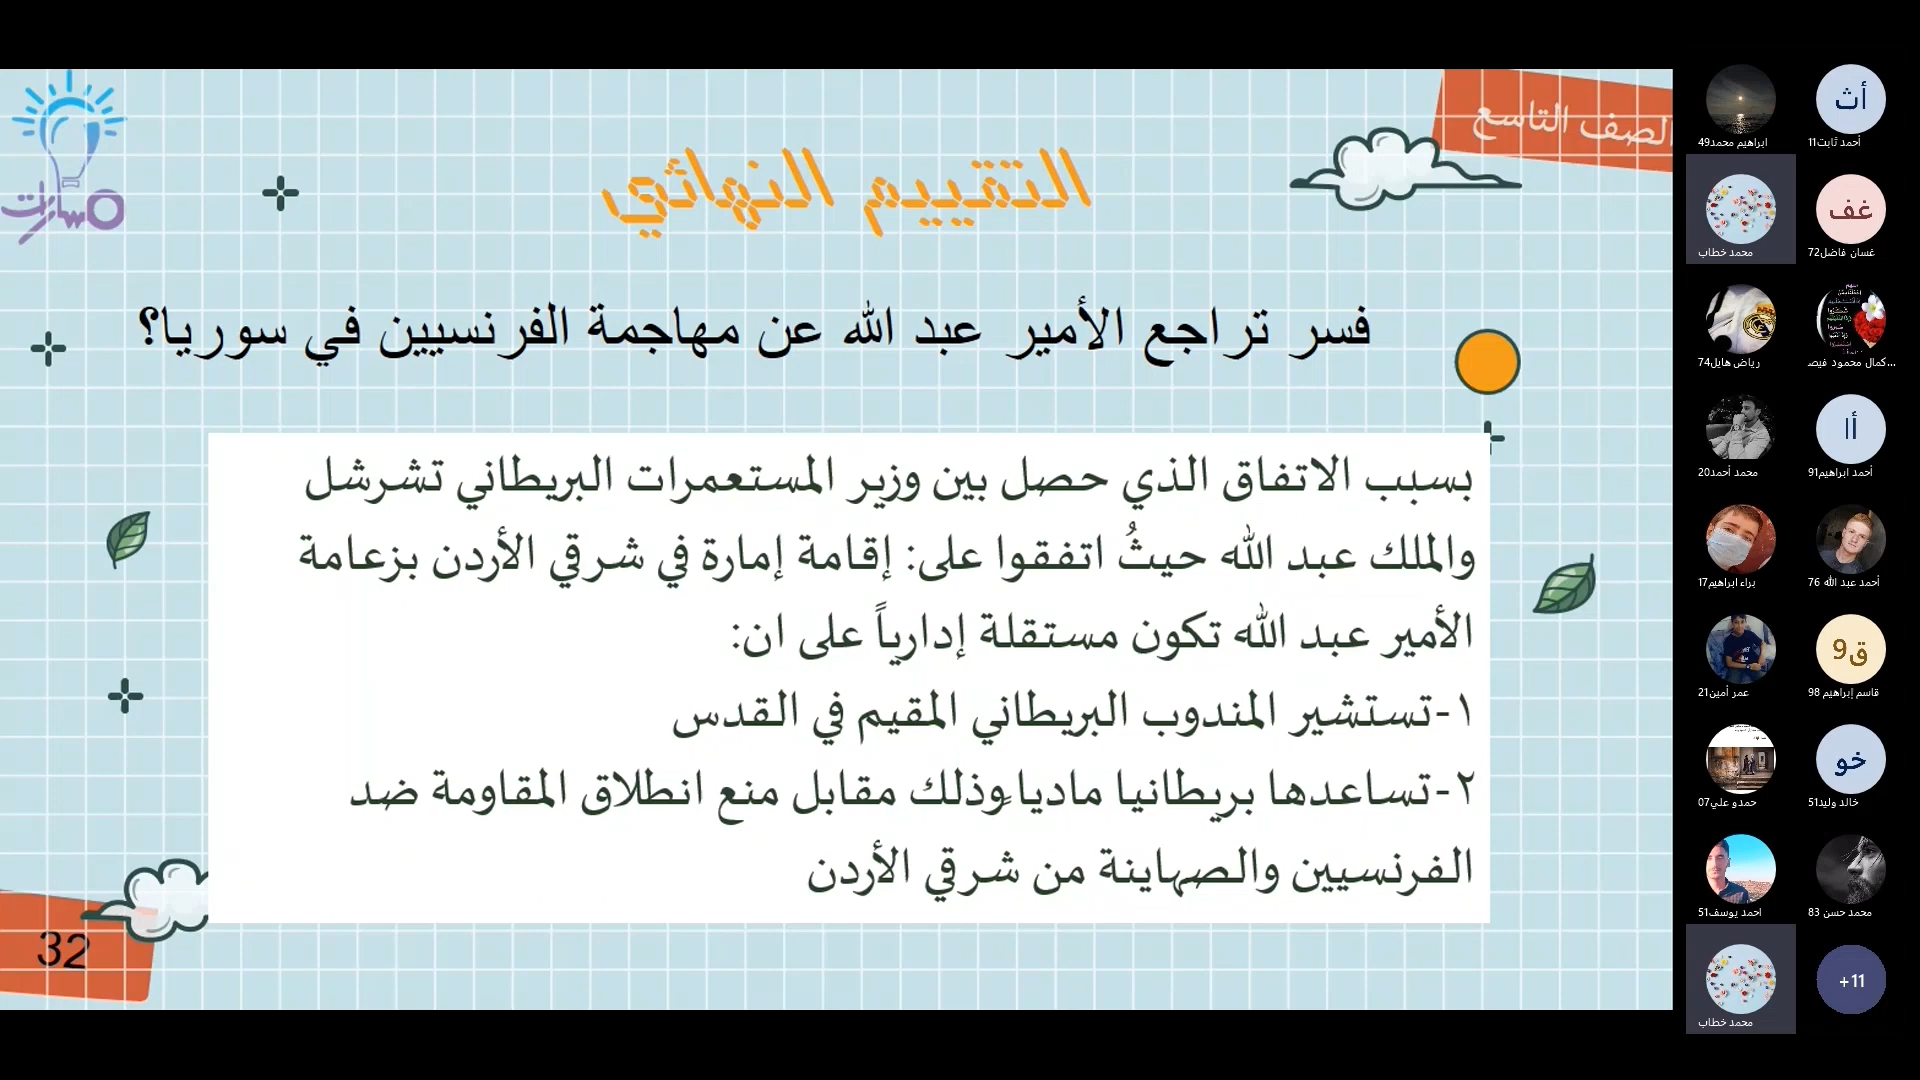 الصف التاسع
مسارات
التقييم النهائي
فسر تراجع الأمير عبد الله عن مهاجمة الفرنسيين في سوريا؟
بسبب الاتفاق الذي حصل بين وزير المستعمرات البريطاني تشرشل
والملك عبد الله حيثُ اتفقوا على: إقامة إمارة في شرقي الأردن بزعامة
الأمير عبد الله تكون مستقلة إدارياً على ان:
١-تستشير المندوب البريطاني المقيم في القدس
٢-تساعدها بريطانيا ماديا وذلك مقابل منع انطلاق المقاومة ضد
الفرنسيين والصهاينة من شرقي الأردن
32
أث
ابراهيم محمد49
أحمد ثابت11
غف
محمد خطاب
غسان فاضل72
رياض هايل74
كمال محمود فيص...
أا
محمد أحمد20
أحمد ابراهيم91
براء ابراهيم17
أحمد عبد الله 76
ق9
عمر أمين21
قاسم إبراهيم 98
خو
حمدو علي07
خالد وليد51
احمد يوسف51
محمد حسن 83
+11
محمد خطاب